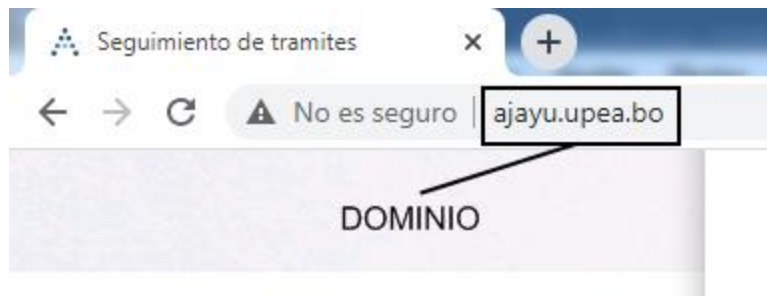 Seguimiento de tramites
No es seguro | ajayu.upea.bo
DOMINIO